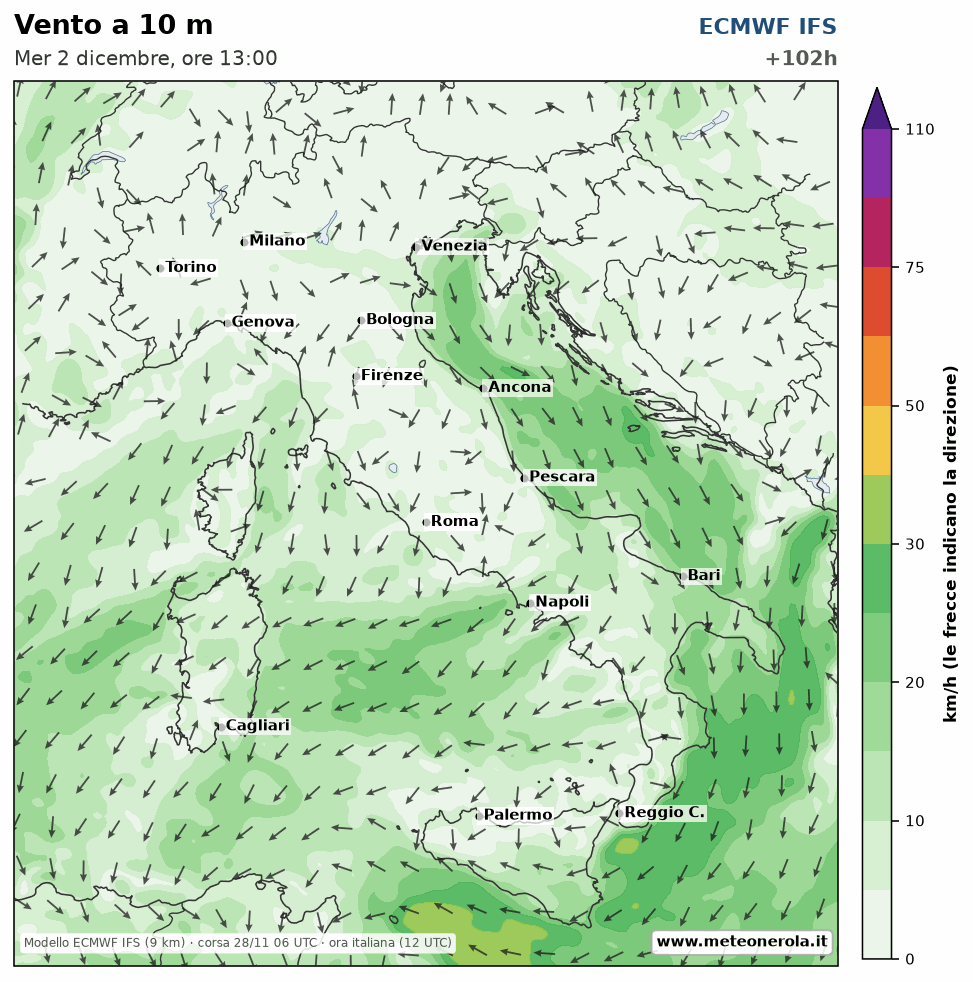 Vento a 10 m
ECMWF IFS
Mer 2 dicembre, ore 13:00
+102h
Milano
Venezia
Torino
Genova
Bologna
Firenze
Ancona
Pescara
Roma
Bari
Napoli
Cagliari
Palermo
Reggio C.
110
75
50
30
20
10
0
km/h (le frecce indicano la direzione)
Modello ECMWF IFS (9 km) · corsa 28/11 06 UTC · ora italiana (12 UTC)
www.meteonerola.it